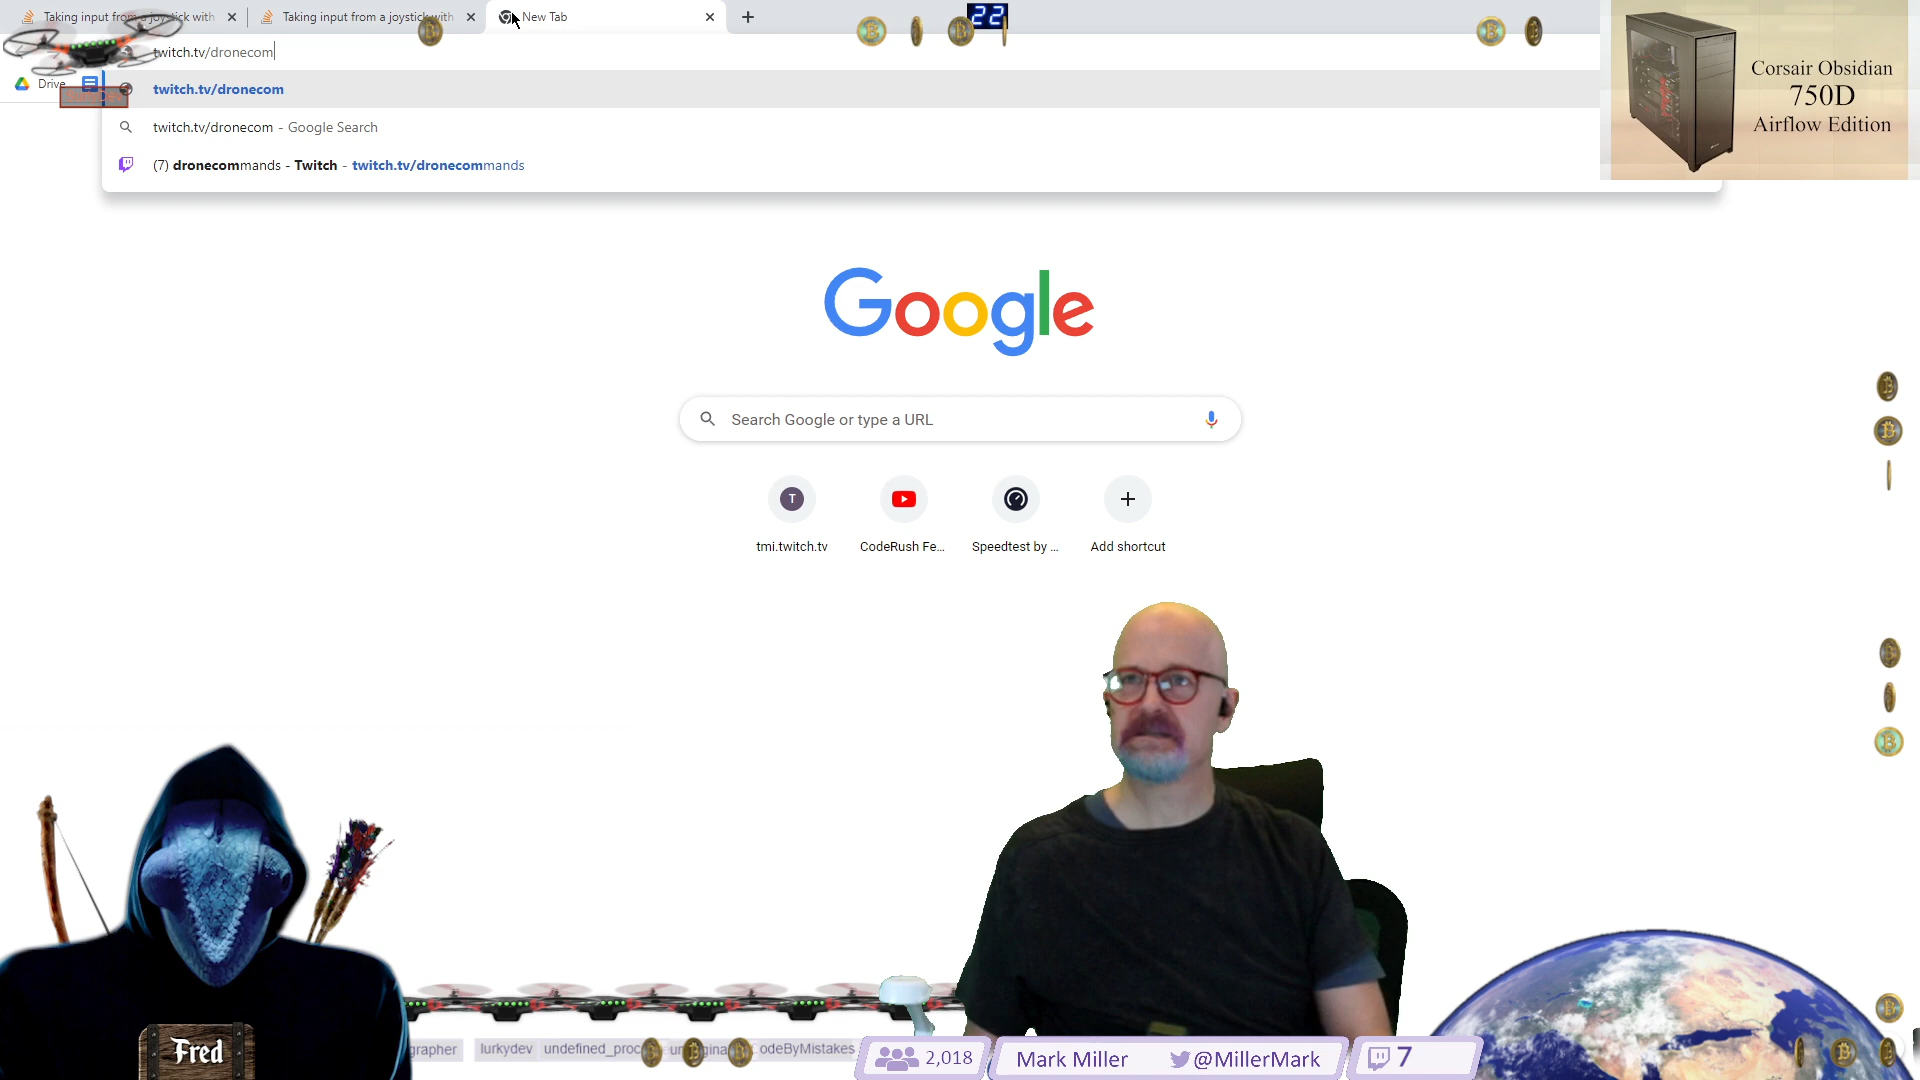 Taking input from a joystick with
Taking input from a joystick with
New Tab
22
twitch.tv/dronecom
Drive
twitch.tv/dronecom
twitch.tv/dronecom - Google Search
(7) dronecommands - Twitch - twitch.tv/dronecommands
Corsair Obsidian
750D
Airflow Edition
Google
Search Google or type a URL
T
tmi.twitch.tv
CodeRush Fe...
Speedtest by ...
Add shortcut
Fred
grapher
lurkydev
undefined_proc
odeByMistakes
2,018
Mark Miller
@MillerMark
7